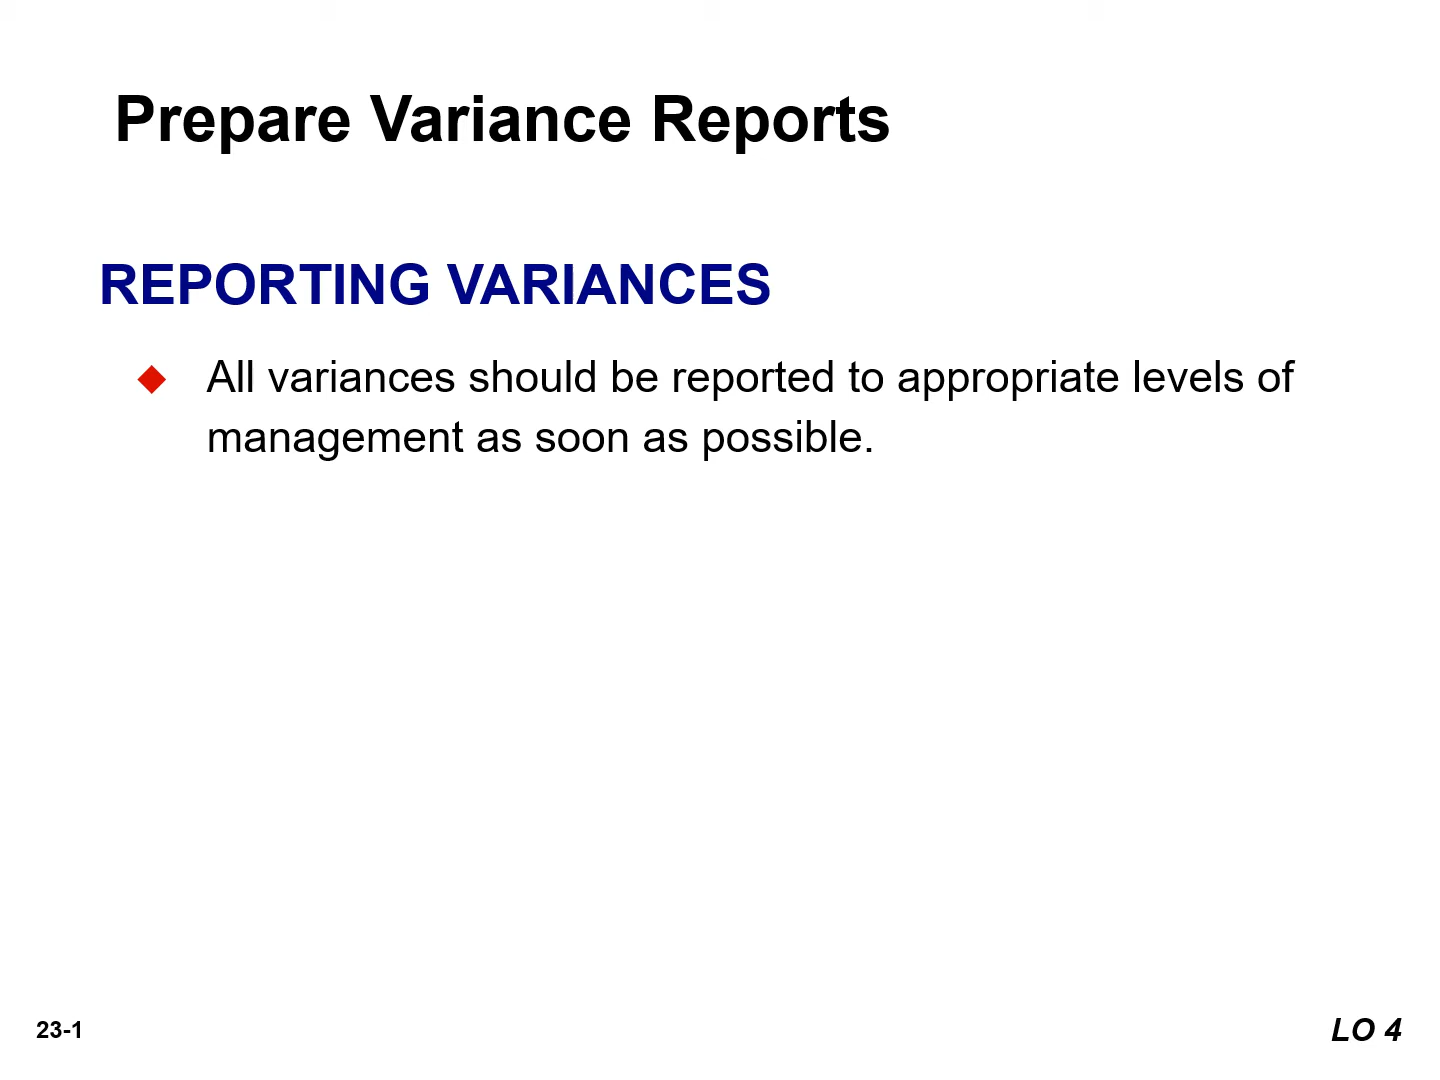 Prepare Variance Reports
REPORTING VARIANCES
All variances should be reported to appropriate levels of
management as soon as possible.
23-1
LO 4